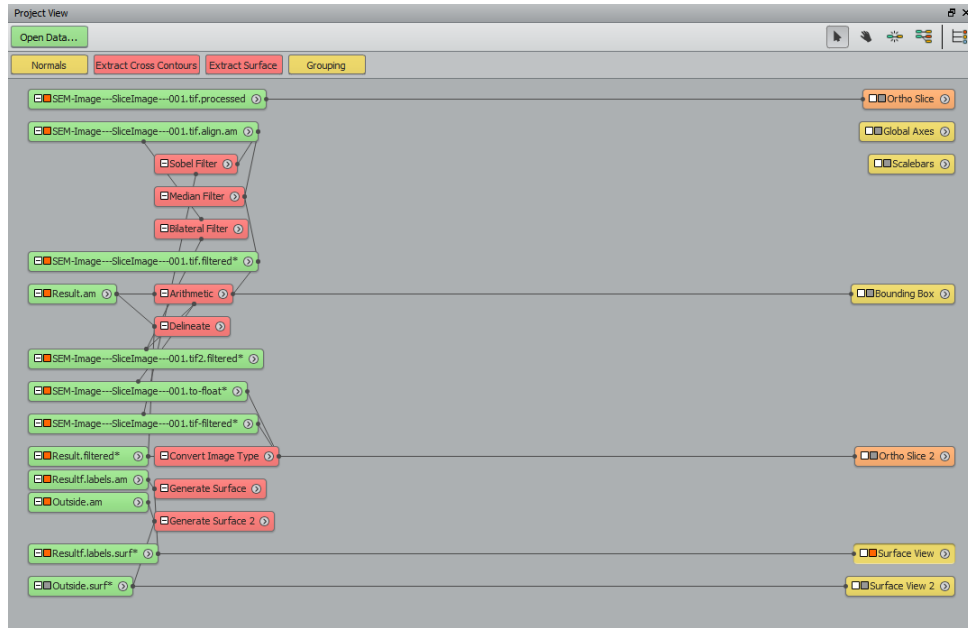 Project View
Open Data...
Normals Extract Cross Contours Extract Surface Grouping
SEM-Image---SliceImage---001.tif.processed Ortho Slice
SEM-Image---SliceImage---001.tif.align.am Global Axes
Sobel Filter Scalebars
Median Filter
Bilateral Filter
SEM-Image---SliceImage---001.tif.filtered*
Result.am Arithmetic Bounding Box
Delineate
SEM-Image---SliceImage---001.tif2.filtered*
SEM-Image---SliceImage---001.to-float*
SEM-Image---SliceImage---001.tif-filtered*
Result.filtered* Convert Image Type Ortho Slice 2
Resultf.labels.am
Generate Surface
Outside.am
Generate Surface 2
Resultf.labels.surf* Surface View
Outside.surf* Surface View 2